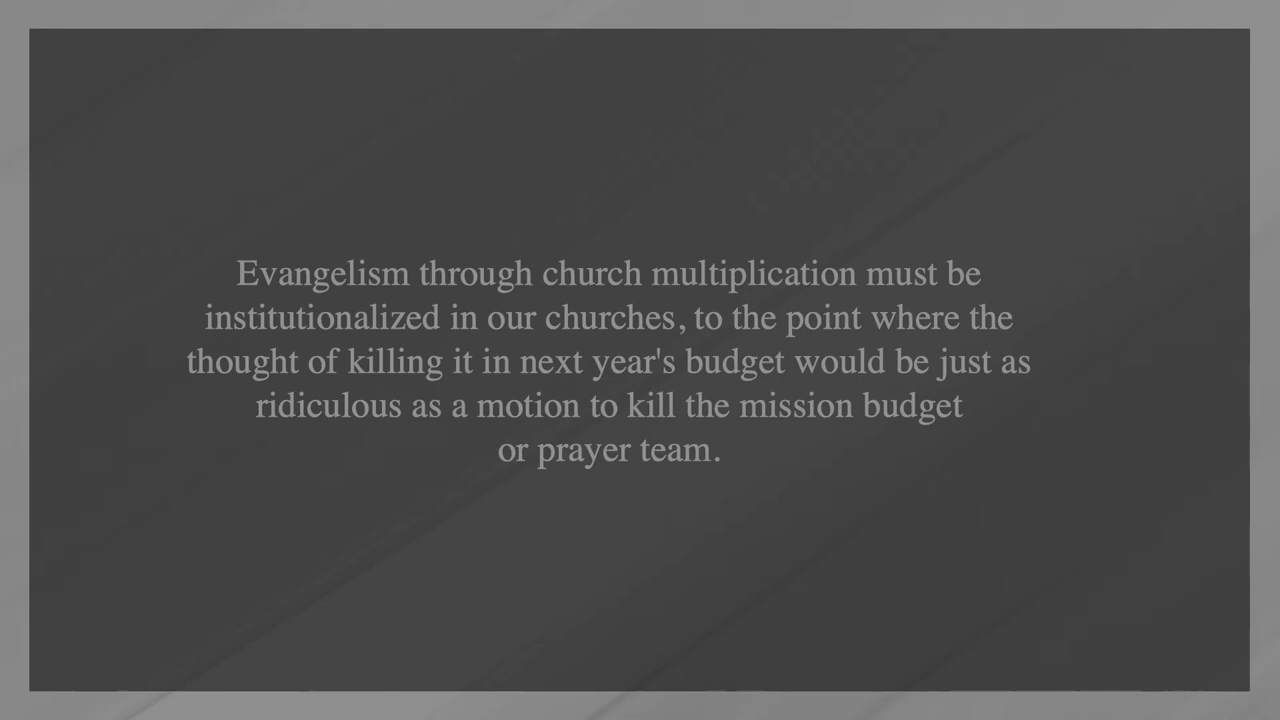 Evangelism through church multiplication must be
institutionalized in our churches, to the point where the
thought of killing it in next year's budget would be just as
ridiculous as a motion to kill the mission budget
or prayer team.